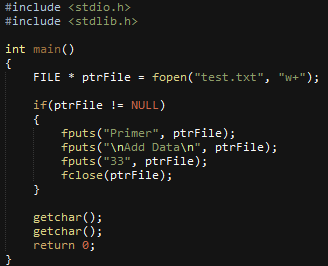 #include <stdio.h>
#include <stdlib.h>
int main()
{
FILE * ptrFile = fopen("test.txt", "w+");
if(ptrFile != NULL)
{
fputs("Primer", ptrFile);
fputs("\nAdd Data\n", ptrFile);
fputs("33", ptrFile);
fclose(ptrFile);
}
getchar();
getchar();
return 0;
}